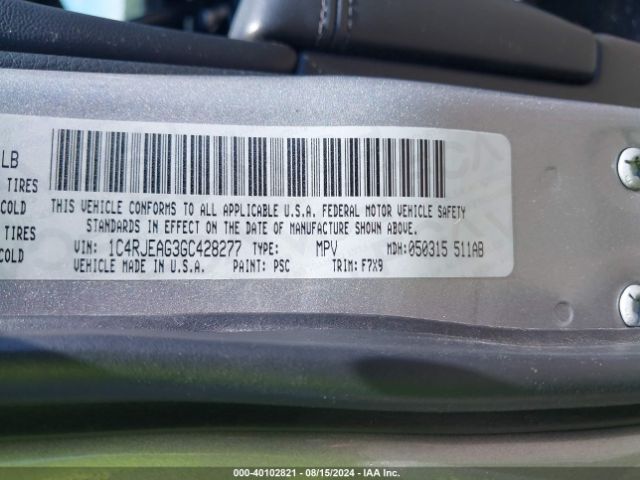 LB
TIRES
COLD
TIRES
COLD
THIS VEHICLE CONFORMS TO ALL APPLICABLE U.S.A. FEDERAL MOTOR VEHICLE SAFETY
STANDARDS IN EFFECT ON THE DATE OF MANUFACTURE SHOWN ABOVE.
VIN: 1C4RJEAG3GC428277 TYPE: MPV MDH: 050315 511AB
VEHICLE MADE IN U.S.A. PAINT: PSC TRIM: F7X9
000-40102821 - 08/15/2024 - IAAI